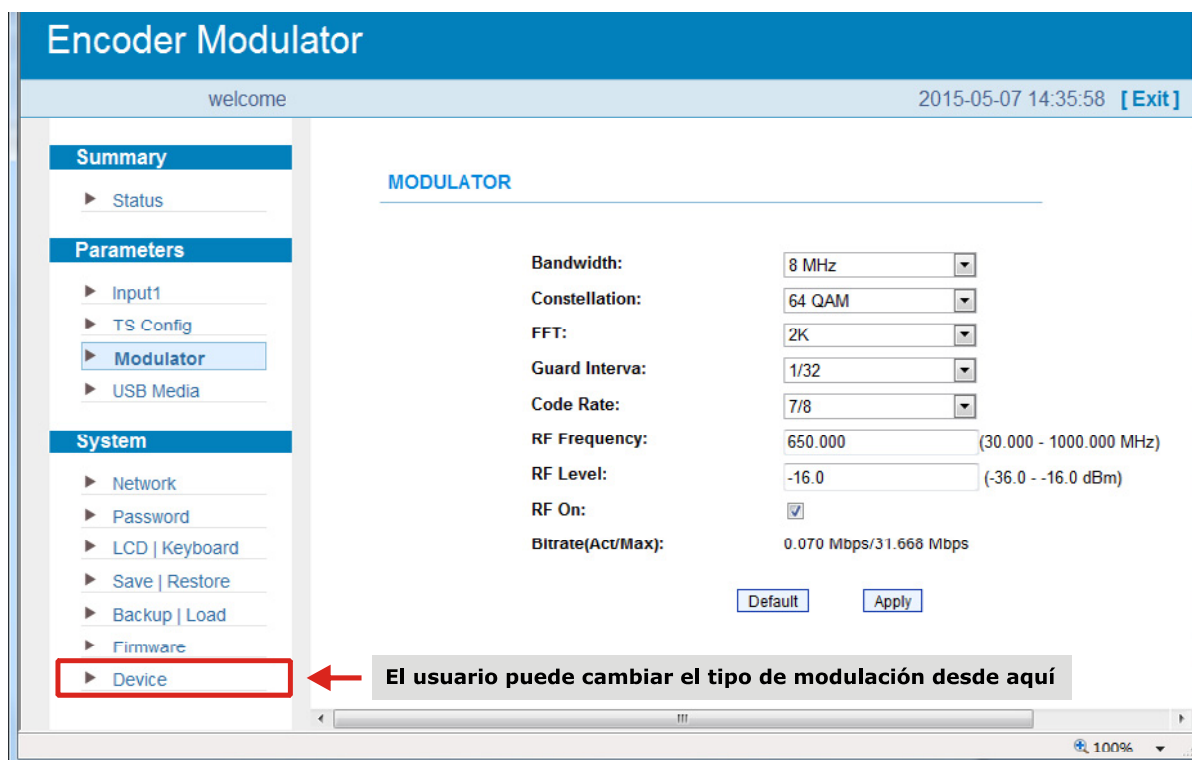 Encoder Modulator
welcome
2015-05-07 14:35:58 [ Exit ]
Summary
Status
Parameters
Input1
TS Config
Modulator
USB Media
System
Network
Password
LCD | Keyboard
Save | Restore
Backup | Load
Firmware
Device
MODULATOR
Bandwidth: 8 MHz
Constellation: 64 QAM
FFT: 2K
Guard Interva: 1/32
Code Rate: 7/8
RF Frequency: 650.000 (30.000 - 1000.000 MHz)
RF Level: -16.0 (-36.0 - -16.0 dBm)
RF On:
Bitrate(Act/Max): 0.070 Mbps/31.668 Mbps
Default Apply
El usuario puede cambiar el tipo de modulación desde aquí
100%